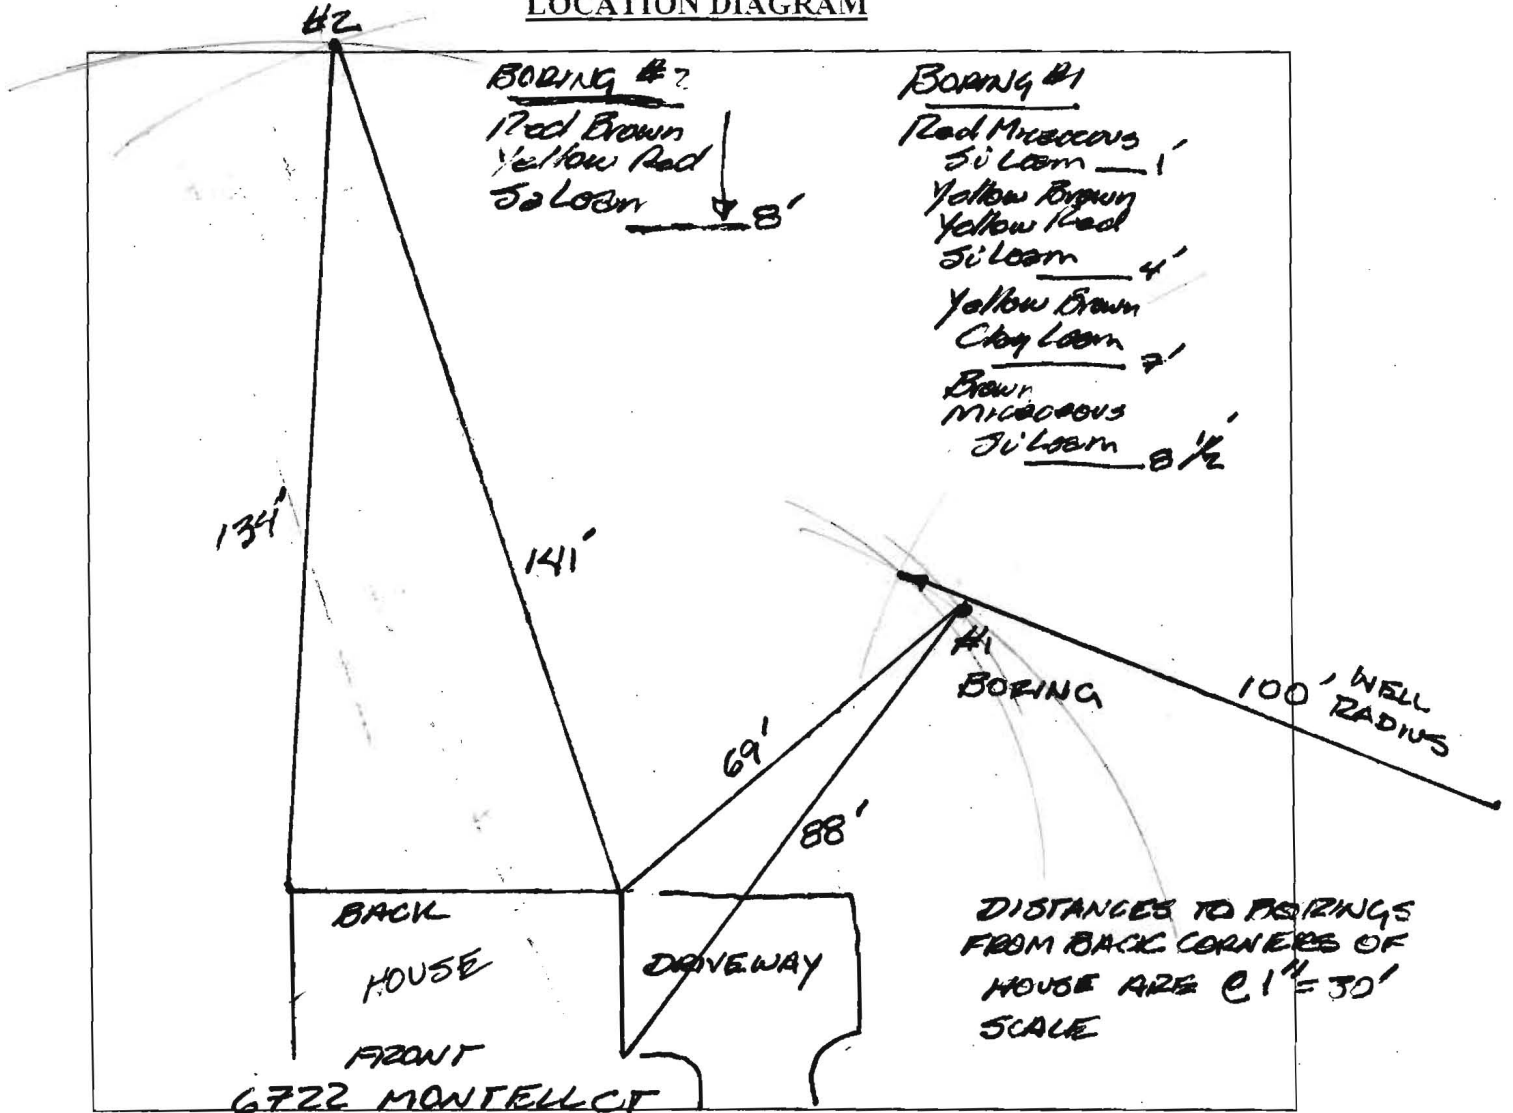 LOCATION DIAGRAM
#2
BORING #2
Red Brown
Yellow Red
Sa Loam
8'
BORING #1
Red Micaceous
Si Loam 1'
Yellow Brown
Yellow Red
Si Loam 4'
Yellow Brown
Clay Loam 7'
Brown
Micaceous
Si Loam 8 1/2'
134'
141'
#1
BORING
100' WELL
RADIUS
69'
88'
BACK
HOUSE
FRONT
DRIVEWAY
DISTANCES TO BORINGS
FROM BACK CORNERS OF
HOUSE ARE @ 1" = 30'
SCALE
6722 MONTELL CT